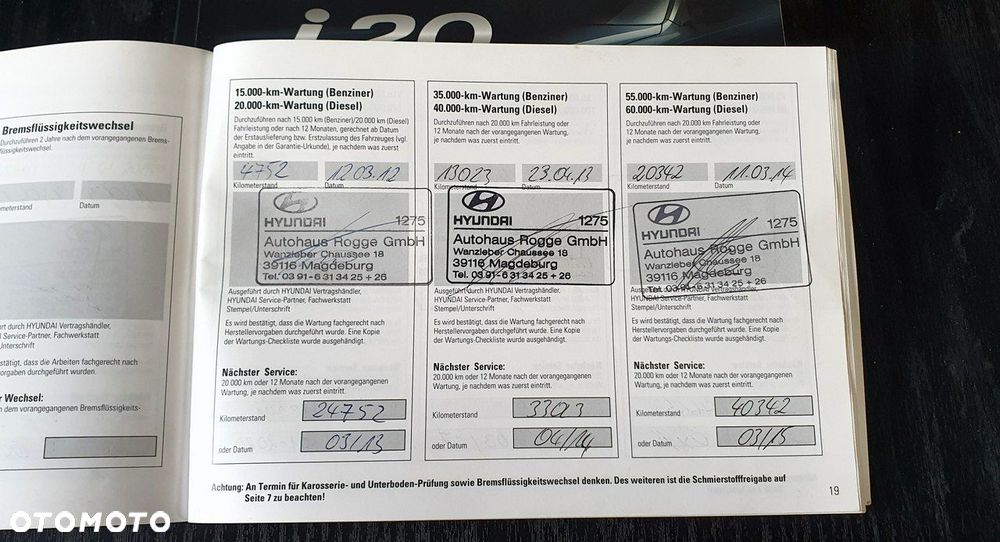 i20
Bremsflüssigkeitswechsel
Durchzuführen 2 Jahre nach dem vorangegangenen Brems-
flüssigkeitswechsel.
Datum
führt durch HYUNDAI Vertragshändler,
Service-Partner, Fachwerkstatt
Unterschrift
stätigt, dass die Arbeiten fachgerecht nach
vorgaben durchgeführt wurden.
r Wechsel:
dem vorangegangenen Bremsflüssigkeits-
oder Datum
15.000-km-Wartung (Benziner)
20.000-km-Wartung (Diesel)
Durchzuführen nach 15.000 km (Benziner)/20.000 km (Diesel)
Fahrleistung oder nach 12 Monaten, gerechnet ab Datum
der Erstauslieferung bzw. Erstzulassung des Fahrzeuges (vgl.
Angabe in der Garantie-Urkunde), je nachdem was zuerst
eintritt.
4752 12.03.12
Kilometerstand Datum
HYUNDAI 1275
Autohaus Rogge GmbH
Wanzleber Chaussee 18
39116 Magdeburg
Tel. 03 91 - 6 31 34 25 + 26
Ausgeführt durch HYUNDAI Vertragshändler,
HYUNDAI Service-Partner, Fachwerkstatt
Stempel/Unterschrift
Es wird bestätigt, dass die Wartung fachgerecht nach
Herstellervorgaben durchgeführt wurde. Eine Kopie
der Wartungs-Checkliste wurde ausgehändigt.
Nächster Service:
20.000 km oder 12 Monate nach der vorangegangenen
Wartung, je nachdem was zuerst eintritt.
Kilometerstand 24752
oder Datum 03/13
35.000-km-Wartung (Benziner)
40.000-km-Wartung (Diesel)
Durchzuführen nach 20.000 km Fahrleistung oder
12 Monate nach der vorangegangenen Wartung,
je nachdem was zuerst eintritt.
13023 23.04.13
Kilometerstand Datum
HYUNDAI 1275
Autohaus Rogge GmbH
Wanzleber Chaussee 18
39116 Magdeburg
Tel. 03 91 - 6 31 34 25 + 26
Ausgeführt durch HYUNDAI Vertragshändler,
HYUNDAI Service-Partner, Fachwerkstatt
Stempel/Unterschrift
Es wird bestätigt, dass die Wartung fachgerecht nach
Herstellervorgaben durchgeführt wurde. Eine Kopie
der Wartungs-Checkliste wurde ausgehändigt.
Nächster Service:
20.000 km oder 12 Monate nach der vorangegangenen
Wartung, je nachdem was zuerst eintritt.
Kilometerstand 33023
oder Datum 04/14
55.000-km-Wartung (Benziner)
60.000-km-Wartung (Diesel)
Durchzuführen nach 20.000 km Fahrleistung oder
12 Monate nach der vorangegangenen Wartung,
je nachdem was zuerst eintritt.
20342 11.03.14
Kilometerstand Datum
HYUNDAI 1275
Autohaus Rogge GmbH
Wanzleber Chaussee 18
39116 Magdeburg
Tel. 03 91 - 6 31 34 25 + 26
Ausgeführt durch HYUNDAI Vertragshändler,
HYUNDAI Service-Partner, Fachwerkstatt
Stempel/Unterschrift
Es wird bestätigt, dass die Wartung fachgerecht nach
Herstellervorgaben durchgeführt wurde. Eine Kopie
der Wartungs-Checkliste wurde ausgehändigt.
Nächster Service:
20.000 km oder 12 Monate nach der vorangegangenen
Wartung, je nachdem was zuerst eintritt.
Kilometerstand 40342
oder Datum 03/15
Achtung: An Termin für Karosserie- und Unterboden-Prüfung sowie Bremsflüssigkeitswechsel denken. Des weiteren ist die Schmierstofffreigabe auf
Seite 7 zu beachten!
19
OTOMOTO